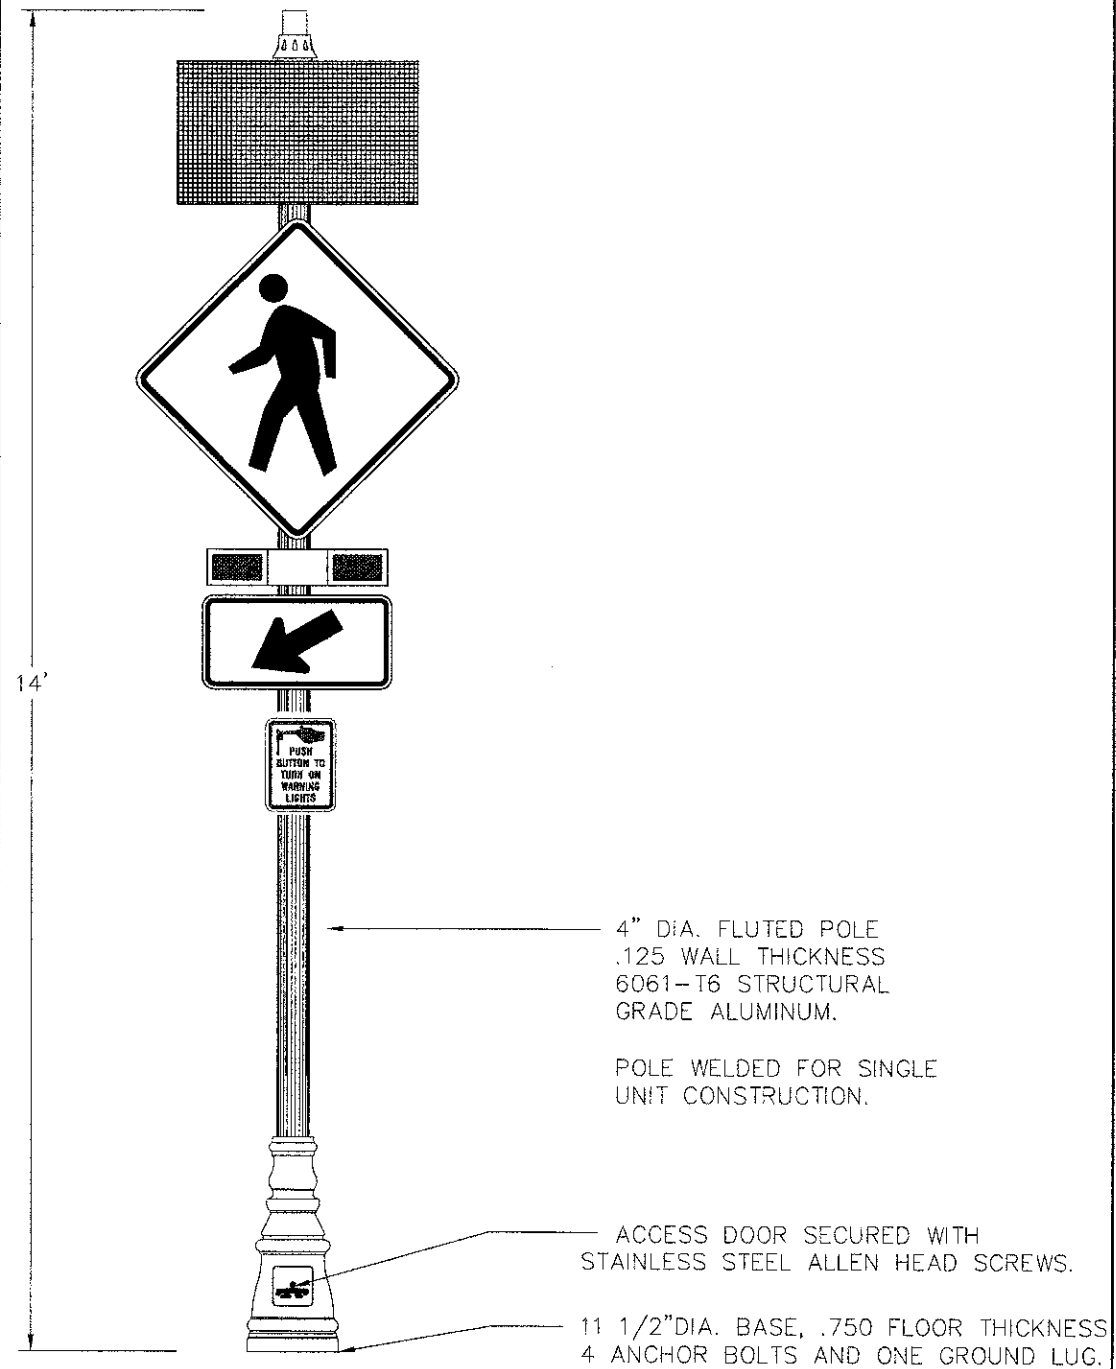 14'
PUSH
BUTTON TO
TURN ON
WARNING
LIGHTS
4" DIA. FLUTED POLE
.125 WALL THICKNESS
6061-T6 STRUCTURAL
GRADE ALUMINUM.
POLE WELDED FOR SINGLE
UNIT CONSTRUCTION.
ACCESS DOOR SECURED WITH
STAINLESS STEEL ALLEN HEAD SCREWS.
11 1/2"DIA. BASE, .750 FLOOR THICKNESS
4 ANCHOR BOLTS AND ONE GROUND LUG.